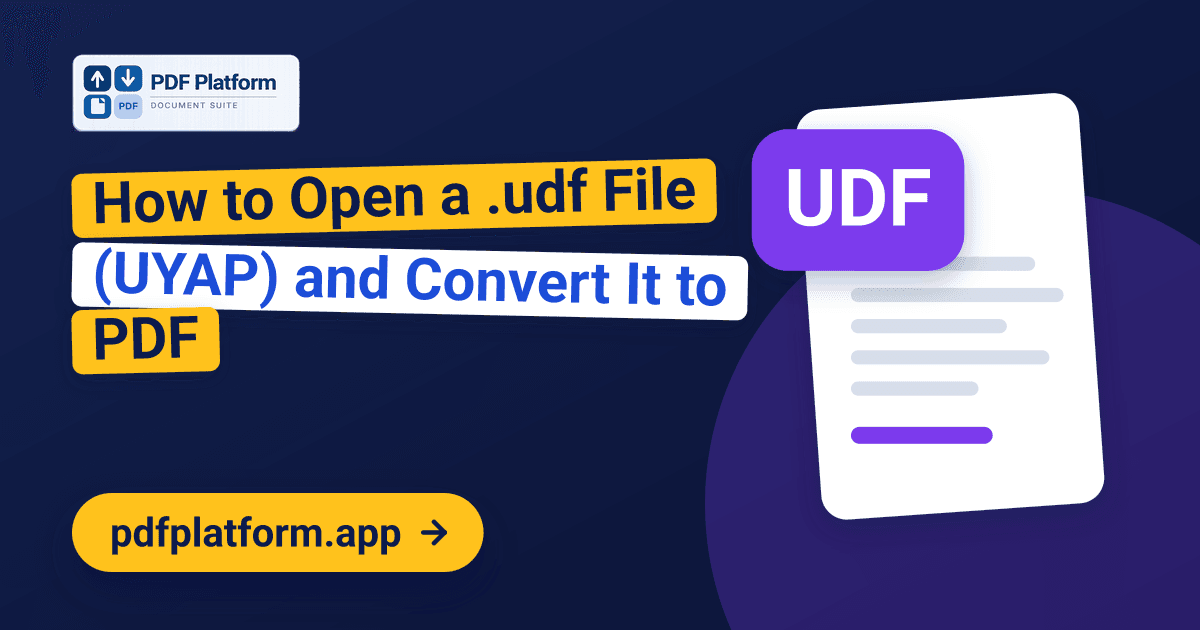 PDF Platform
PDF
DOCUMENT SUITE
How to Open a .udf File
(UYAP) and Convert It to
PDF
UDF
pdfplatform.app →